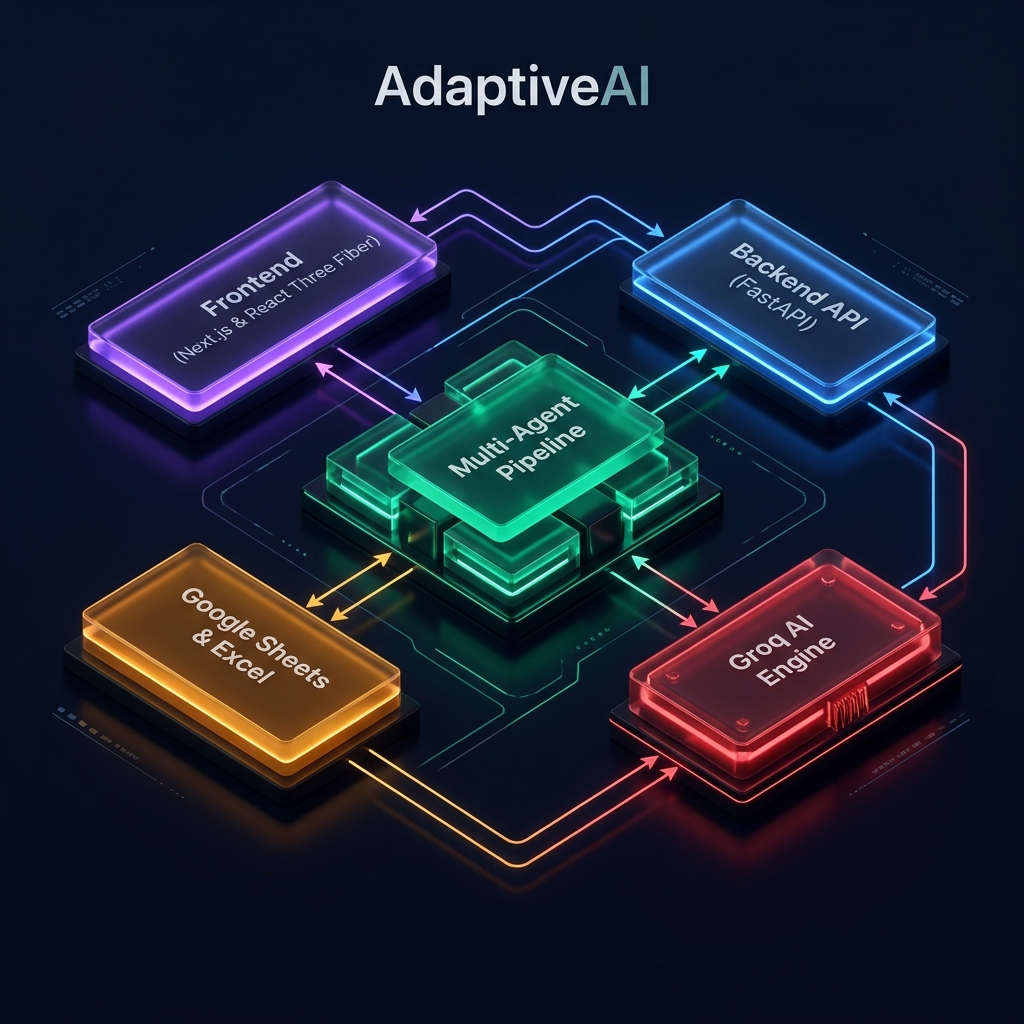 AdaptiveAI
Frontend
(Next.js & React Three Fiber)
Backend API
(FastAPI)
Multi-Agent
Pipeline
Google Sheets
& Excel
Groq AI
Engine